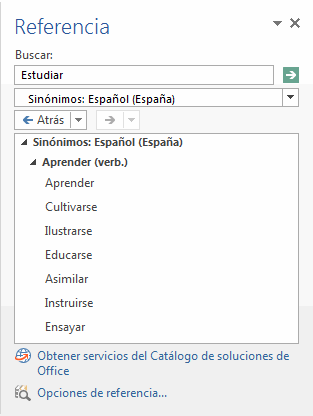 Referencia
Buscar:
Estudiar
Sinónimos: Español (España)
Atrás
Sinónimos: Español (España)
Aprender (verb.)
Aprender
Cultivarse
Ilustrarse
Educarse
Asimilar
Instruirse
Ensayar
Obtener servicios del Catálogo de soluciones de
Office
Opciones de referencia...